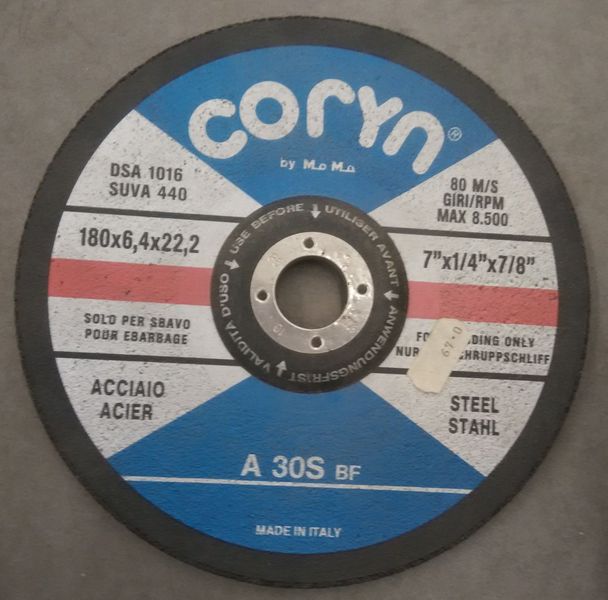 coryn®
by MoMa
DSA 1016
SUVA 440
80 M/S
GIRI/RPM
MAX 8.500
180x6,4x22,2
7"x1/4"x7/8"
USE BEFORE ↓ UTILISER AVANT ← ANWENDUNGSFRIST ↑ VALIDITA D'USO ↓
SOLO PER SBAVO
POUR EBARBAGE
ONLY
NUR SCHRUPPSCHLIFF
ACCIAIO
ACIER
STEEL
STAHL
A 30S BF
MADE IN ITALY